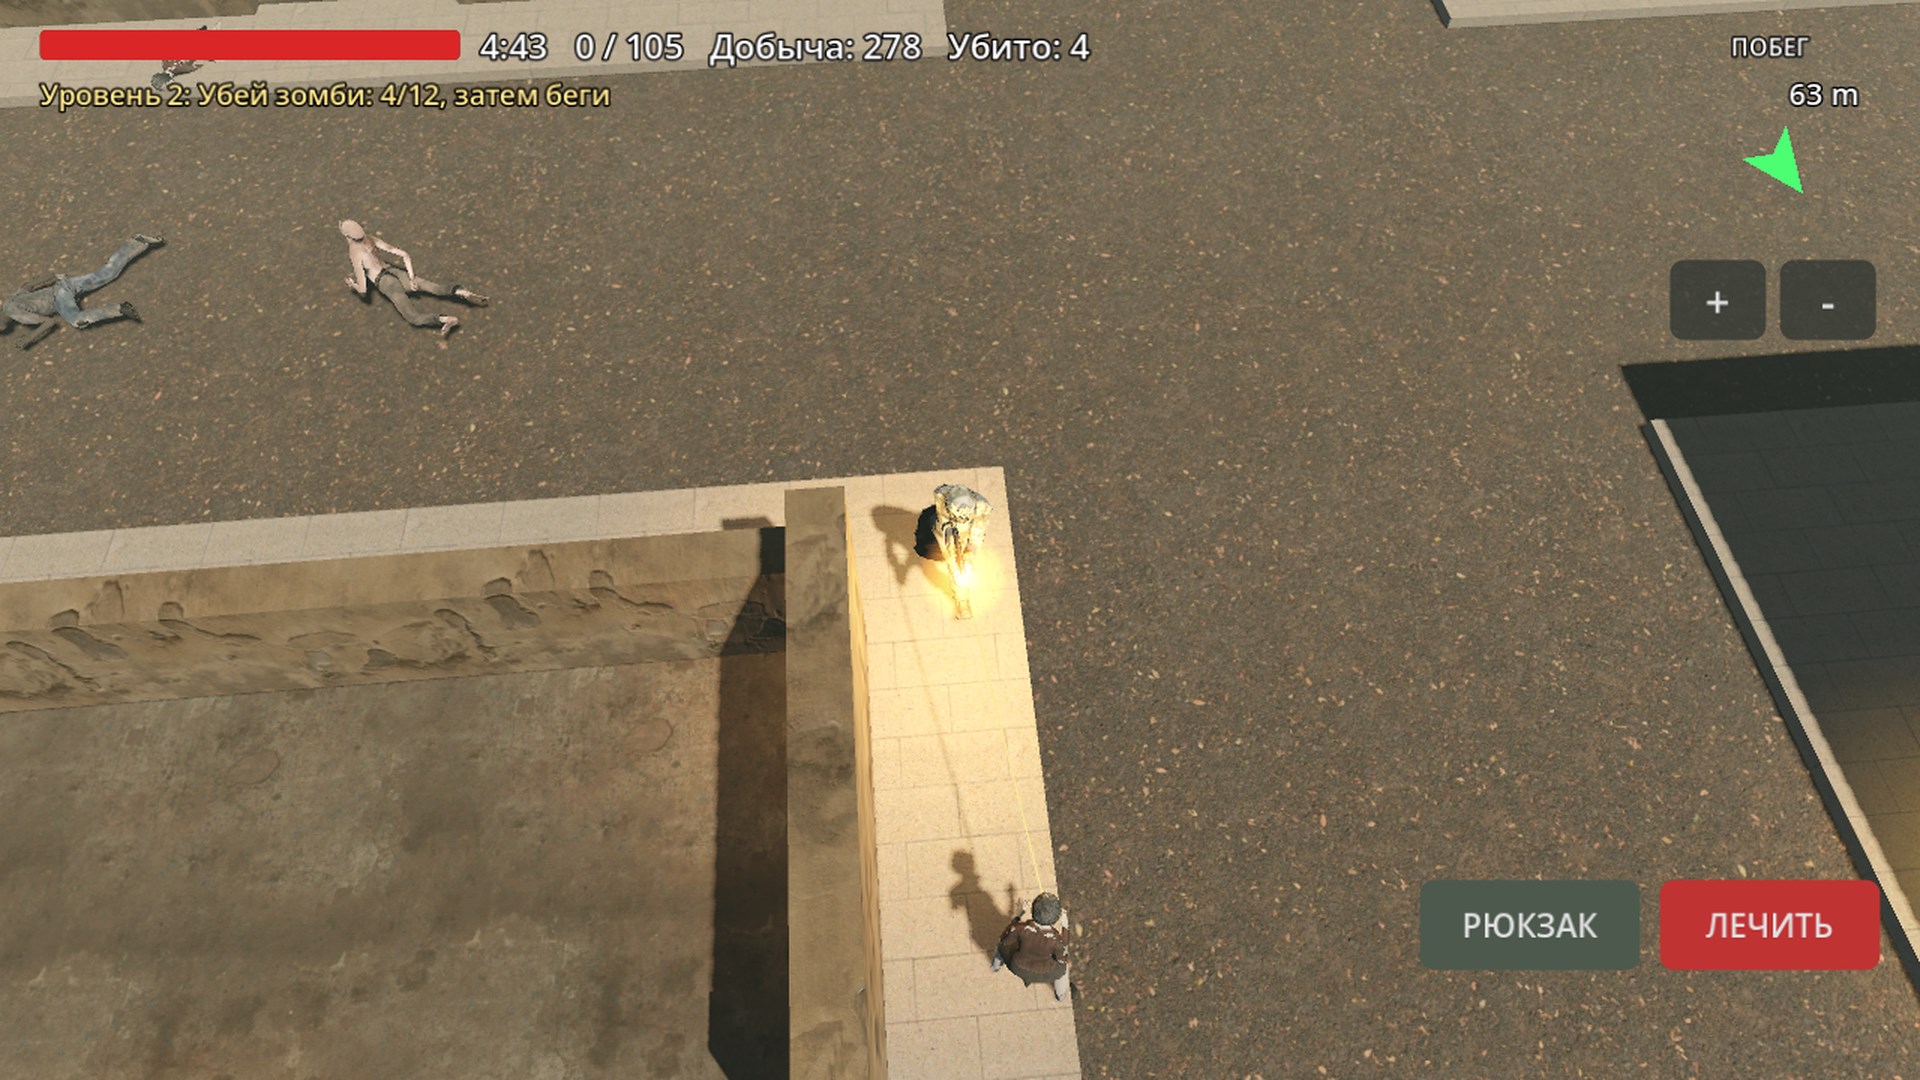 4:43 0 / 105 Добыча: 278 Убито: 4
Уровень 2: Убей зомби: 4/12, затем беги
ПОБЕГ
63 m
+ -
РЮКЗАК ЛЕЧИТЬ